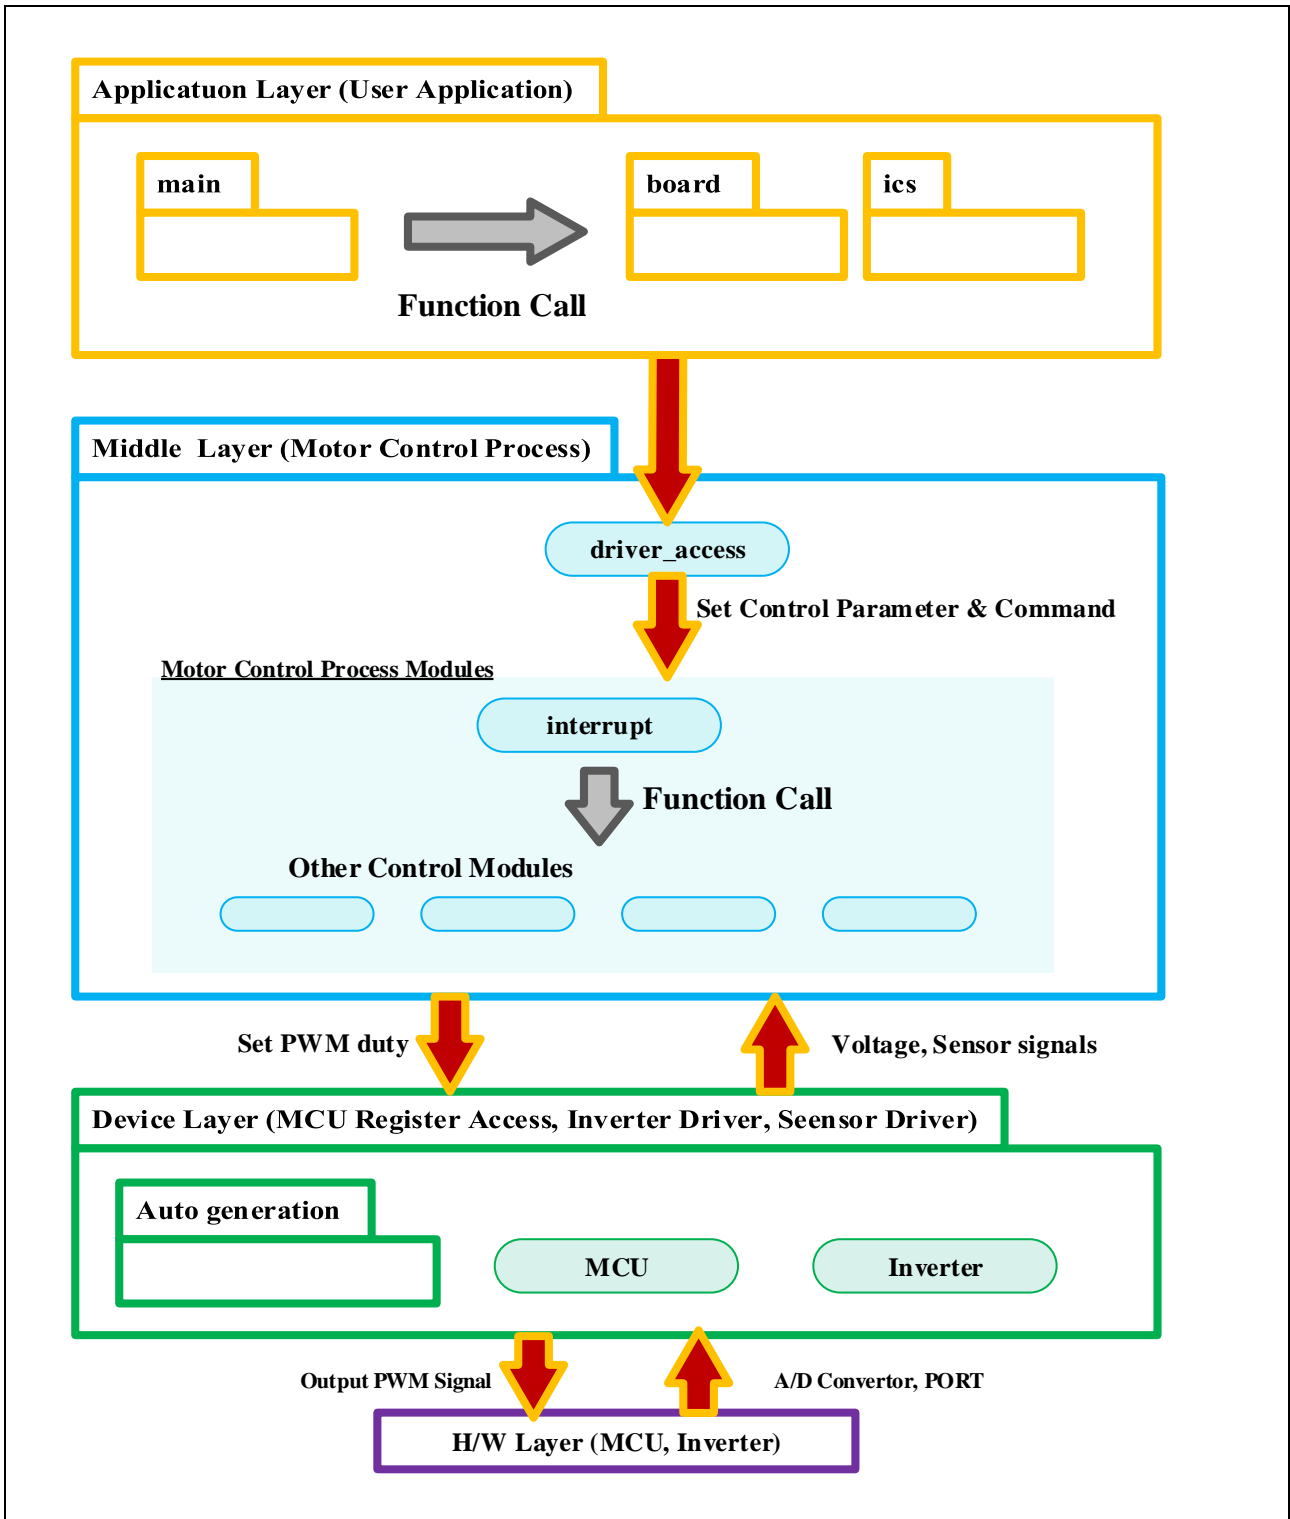 Applicatuon Layer (User Application)
main
board
ics
Function Call
Middle Layer (Motor Control Process)
driver_access
Set Control Parameter & Command
Motor Control Process Modules
interrupt
Function Call
Other Control Modules
Set PWM duty
Voltage, Sensor signals
Device Layer (MCU Register Access, Inverter Driver, Seensor Driver)
Auto generation
MCU
Inverter
Output PWM Signal
A/D Convertor, PORT
H/W Layer (MCU, Inverter)